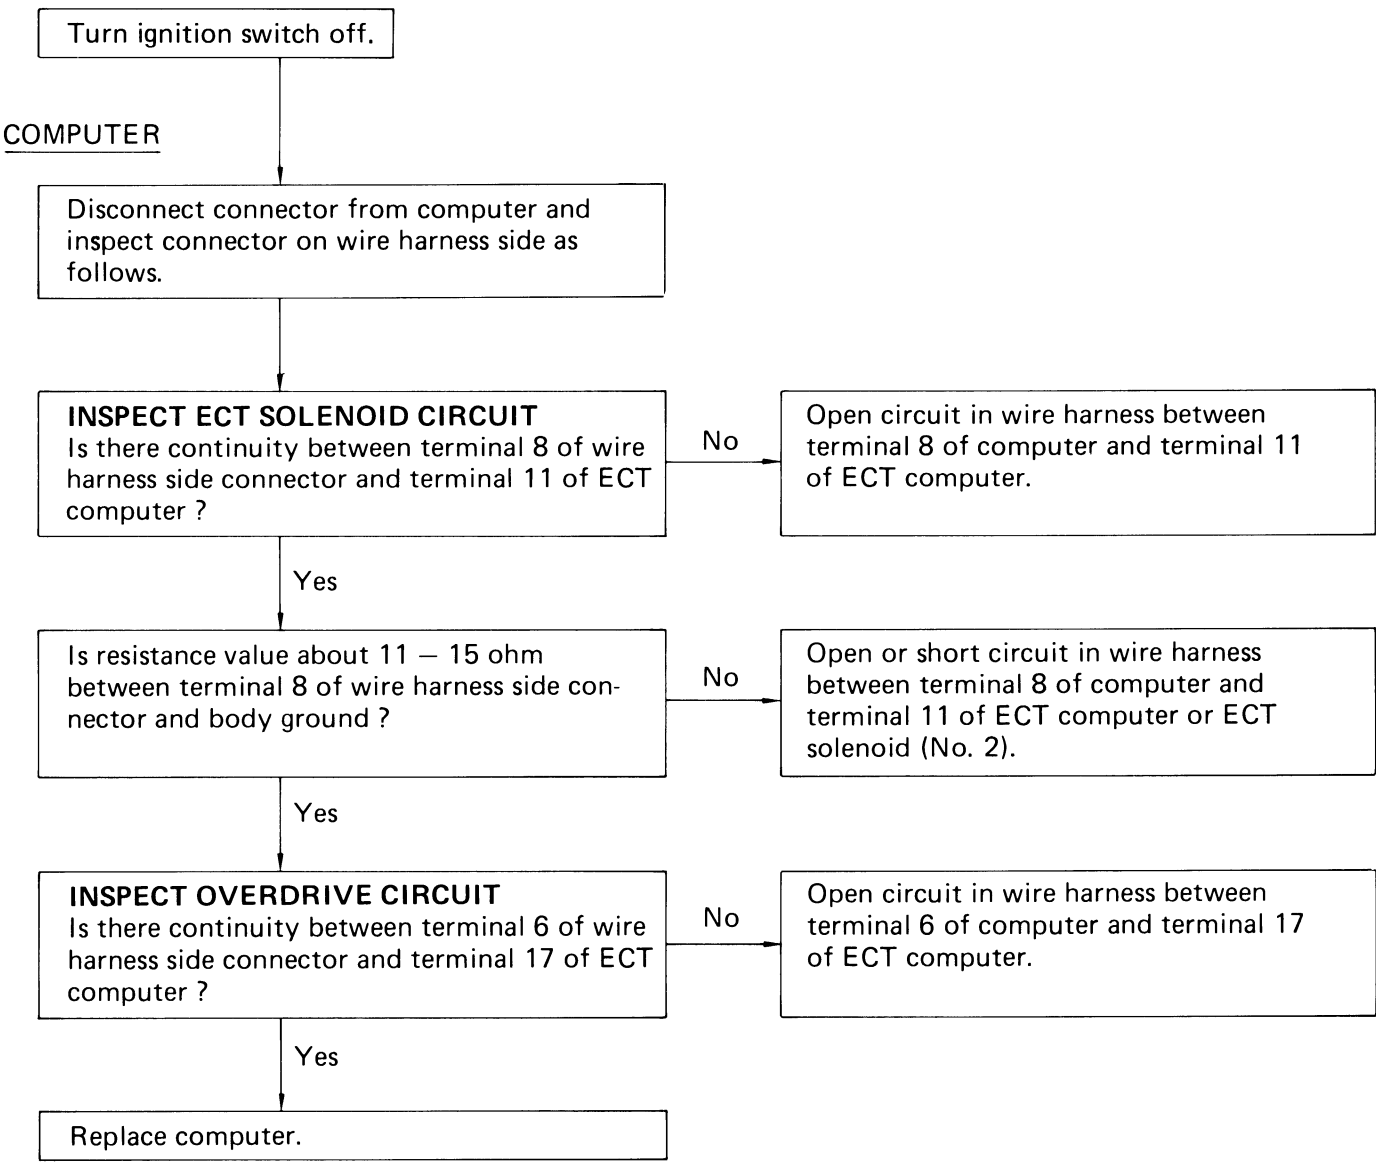 Turn ignition switch off.
COMPUTER
Disconnect connector from computer and
inspect connector on wire harness side as
follows.
INSPECT ECT SOLENOID CIRCUIT
Is there continuity between terminal 8 of wire
harness side connector and terminal 11 of ECT
computer ?
No
Open circuit in wire harness between
terminal 8 of computer and terminal 11
of ECT computer.
Yes
Is resistance value about 11 — 15 ohm
between terminal 8 of wire harness side con-
nector and body ground ?
No
Open or short circuit in wire harness
between terminal 8 of computer and
terminal 11 of ECT computer or ECT
solenoid (No. 2).
Yes
INSPECT OVERDRIVE CIRCUIT
Is there continuity between terminal 6 of wire
harness side connector and terminal 17 of ECT
computer ?
No
Open circuit in wire harness between
terminal 6 of computer and terminal 17
of ECT computer.
Yes
Replace computer.